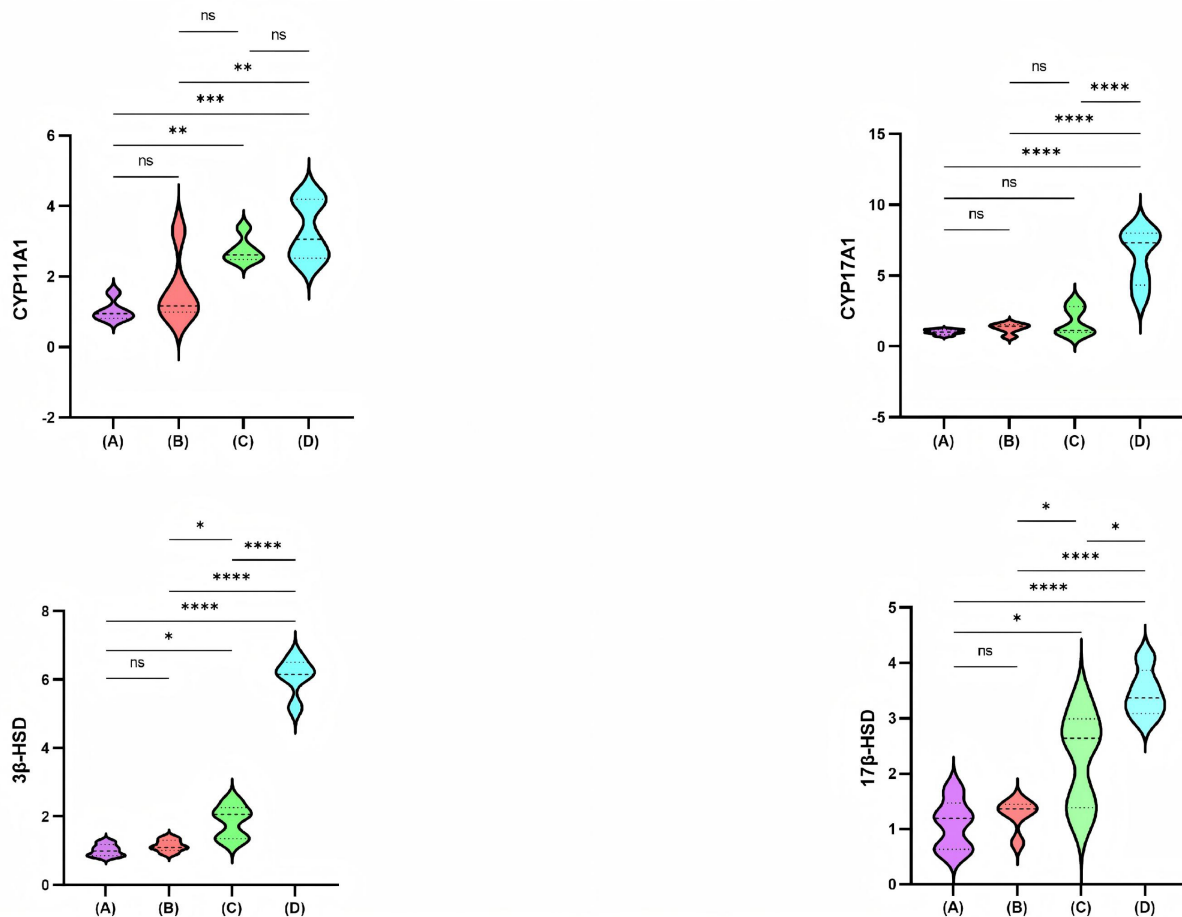 ns
ns
**
***
**
ns
6
4
2
0
-2
CYP11A1
(A) (B) (C) (D)
ns
****
****
****
ns
ns
15
10
5
0
-5
CYP17A1
(A) (B) (C) (D)
*
****
****
****
*
ns
8
6
4
2
0
3β-HSD
(A) (B) (C) (D)
*
*
****
****
*
ns
5
4
3
2
1
0
17β-HSD
(A) (B) (C) (D)